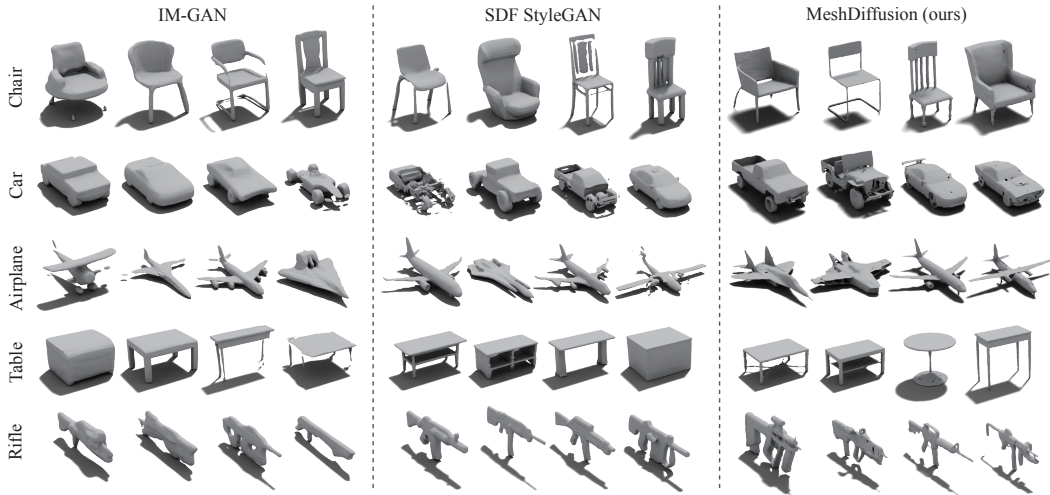 IM-GAN
SDF StyleGAN
MeshDiffusion (ours)
Chair
Car
Airplane
Table
Rifle